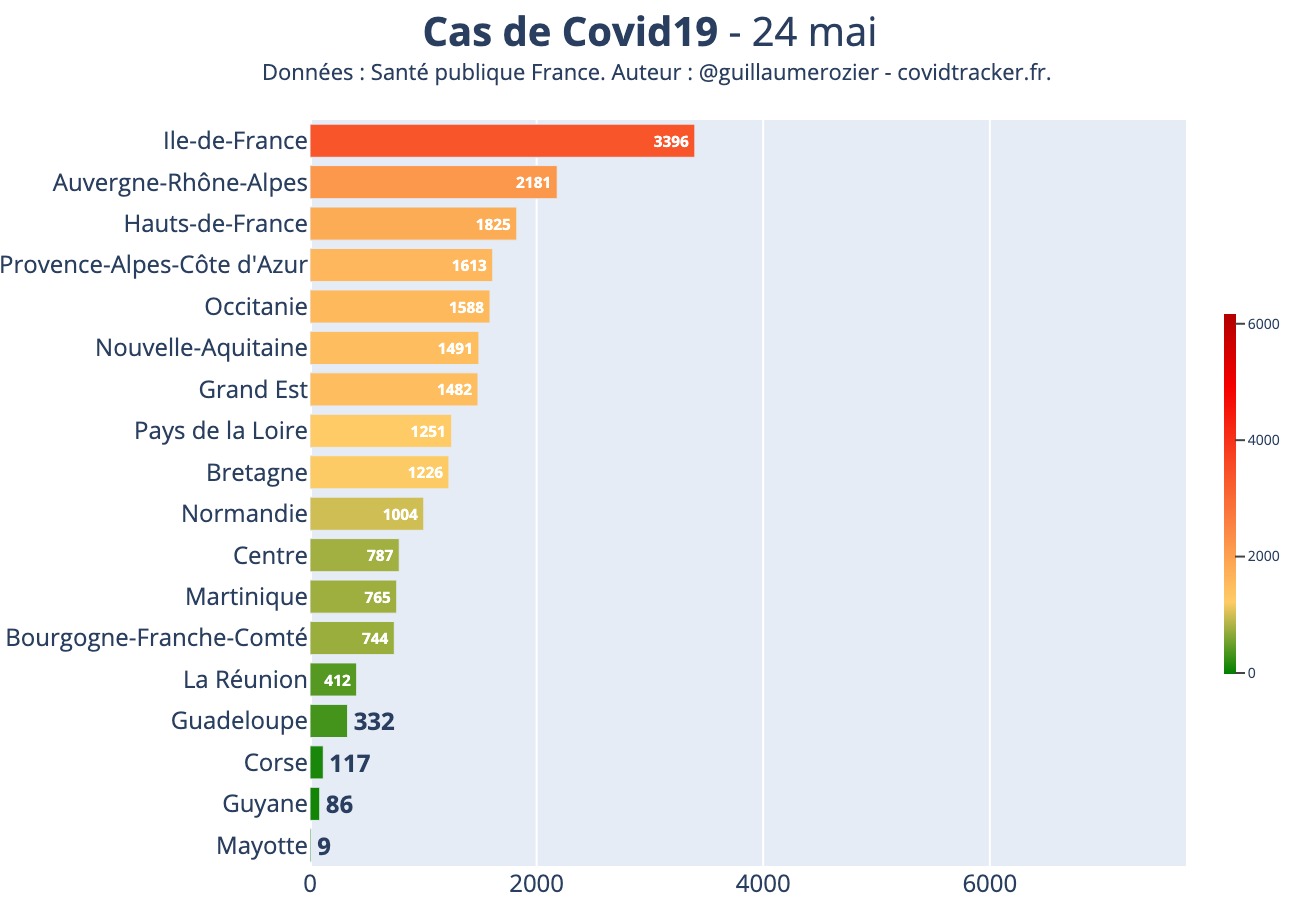 Cas de Covid19 - 24 mai
Données : Santé publique France. Auteur : @guillaumerozier - covidtracker.fr.
Ile-de-France 3396
Auvergne-Rhône-Alpes 2181
Hauts-de-France 1825
Provence-Alpes-Côte d'Azur 1613
Occitanie 1588
Nouvelle-Aquitaine 1491
Grand Est 1482
Pays de la Loire 1251
Bretagne 1226
Normandie 1004
Centre 787
Martinique 765
Bourgogne-Franche-Comté 744
La Réunion 412
Guadeloupe 332
Corse 117
Guyane 86
Mayotte 9
0 2000 4000 6000
6000
4000
2000
0